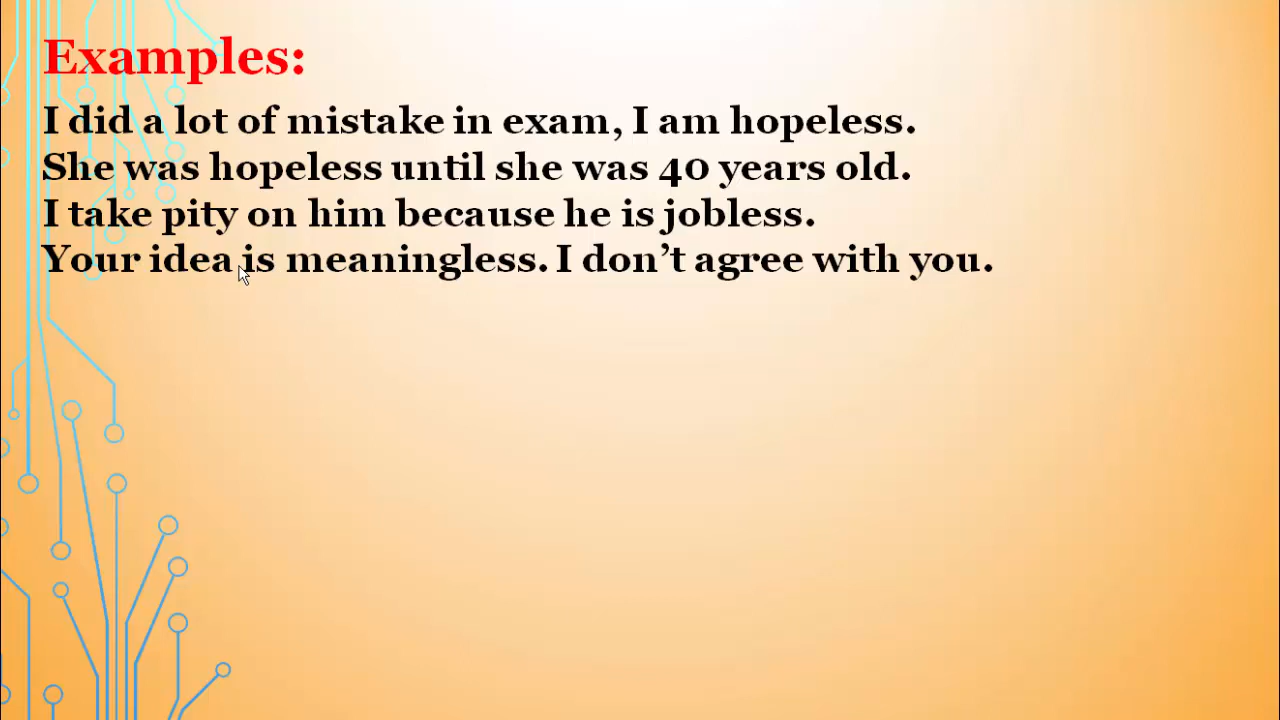 Examples:
I did a lot of mistake in exam, I am hopeless.
She was hopeless until she was 40 years old.
I take pity on him because he is jobless.
Your idea is meaningless. I don’t agree with you.